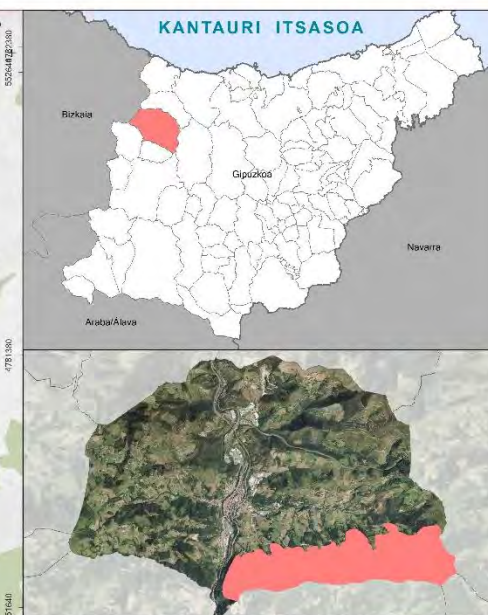 KANTAURI ITSASOA
Bizkaia
Gipuzkoa
Navarra
Araba/Álava
4781380